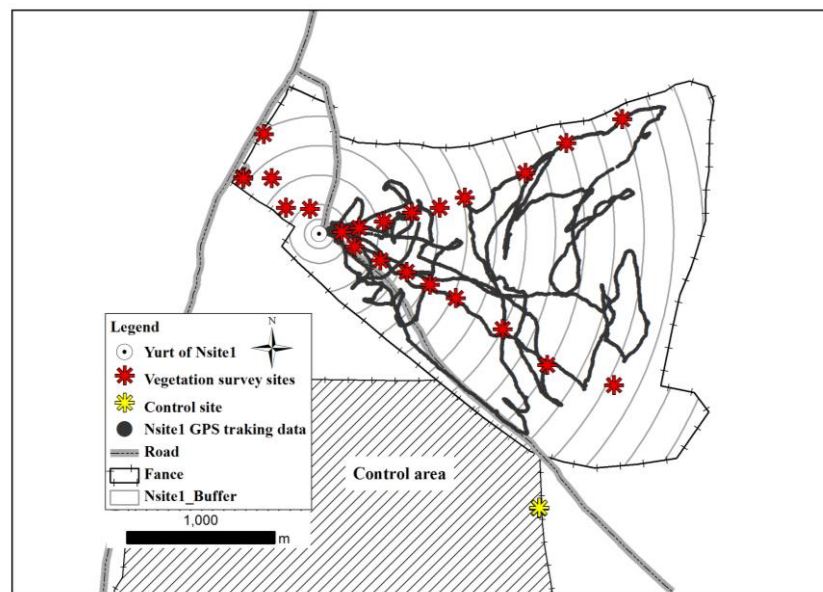 N
Legend
Yurt of Nsite1
Vegetation survey sites
Control site
Nsite1 GPS traking data
Road
Fance
Nsite1_Buffer
Control area
1,000
m